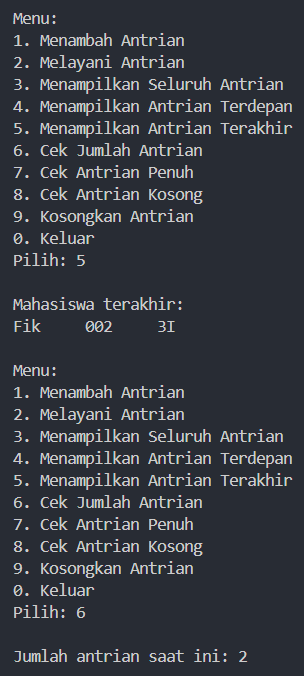 Menu:
1. Menambah Antrian
2. Melayani Antrian
3. Menampilkan Seluruh Antrian
4. Menampilkan Antrian Terdepan
5. Menampilkan Antrian Terakhir
6. Cek Jumlah Antrian
7. Cek Antrian Penuh
8. Cek Antrian Kosong
9. Kosongkan Antrian
0. Keluar
Pilih: 5
Mahasiswa terakhir:
Fik 002 3I
Menu:
1. Menambah Antrian
2. Melayani Antrian
3. Menampilkan Seluruh Antrian
4. Menampilkan Antrian Terdepan
5. Menampilkan Antrian Terakhir
6. Cek Jumlah Antrian
7. Cek Antrian Penuh
8. Cek Antrian Kosong
9. Kosongkan Antrian
0. Keluar
Pilih: 6
Jumlah antrian saat ini: 2